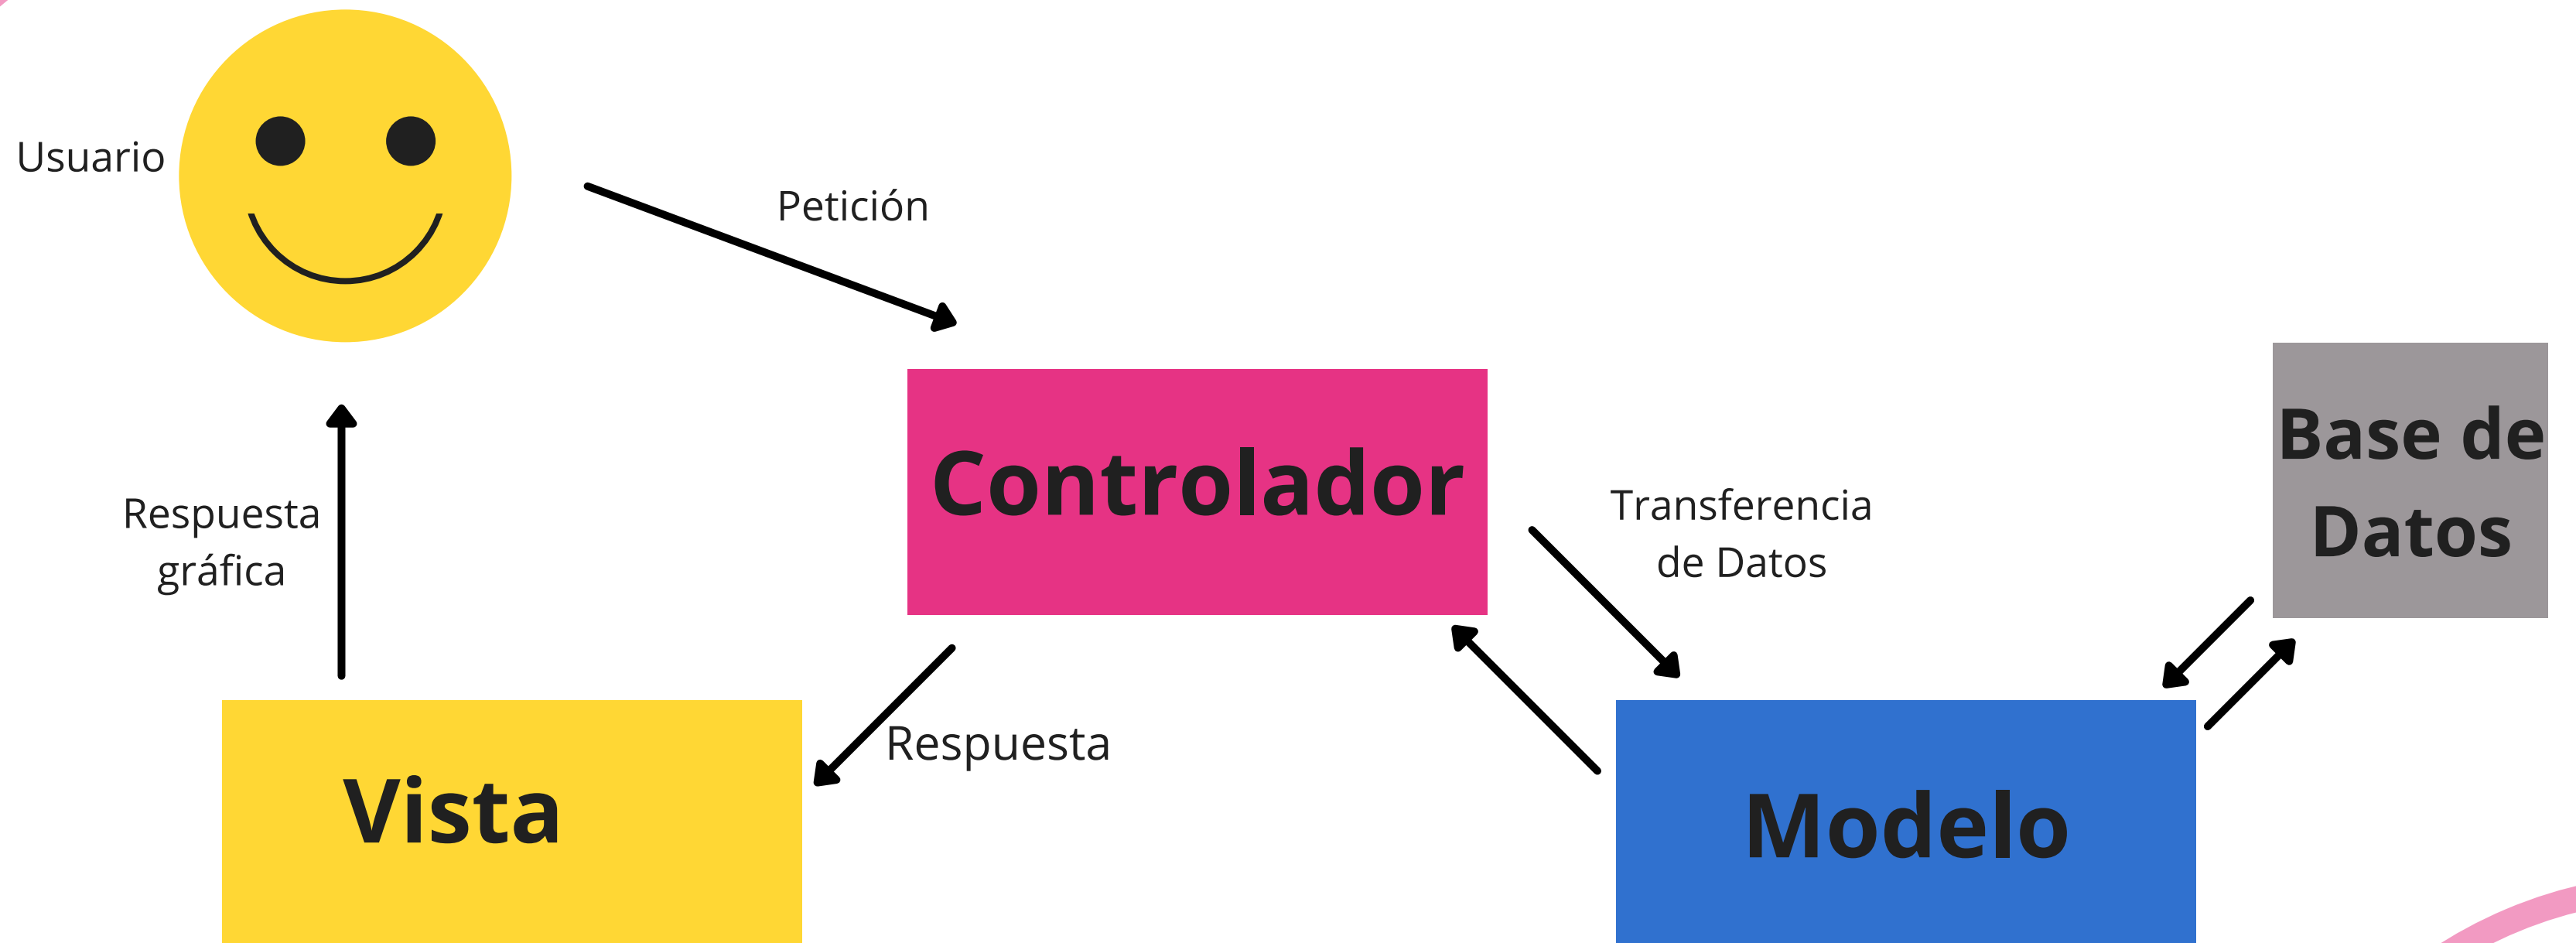 Usuario
Petición
Controlador
Base de
Datos
Transferencia
de Datos
Respuesta
gráfica
Respuesta
Vista
Modelo